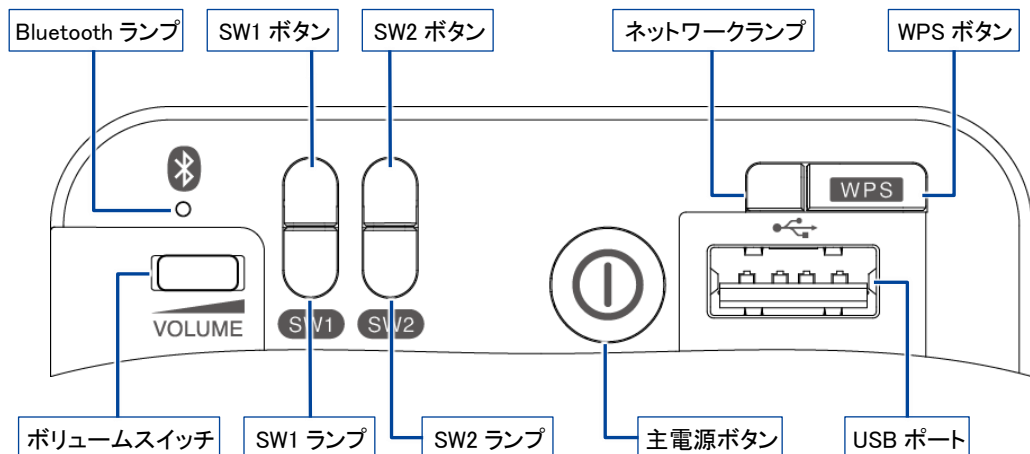 Bluetooth ランプ
SW1 ボタン
SW2 ボタン
ネットワークランプ
WPS ボタン
WPS
VOLUME
SW1
SW2
ボリュームスイッチ
SW1 ランプ
SW2 ランプ
主電源ボタン
USB ポート